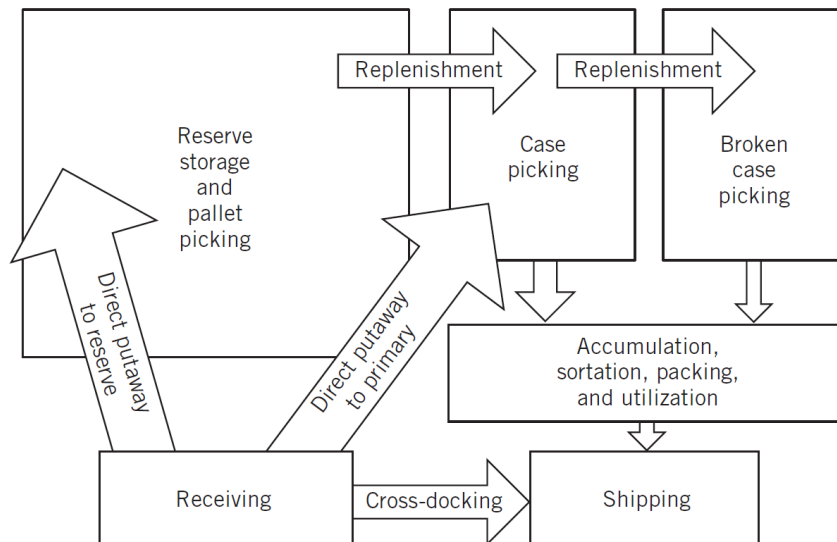 Replenishment
Replenishment
Reserve
storage
and
pallet
picking
Case
picking
Broken
case
picking
Direct putaway
to reserve
Direct putaway
to primary
Accumulation,
sortation, packing,
and utilization
Receiving
Cross-docking
Shipping